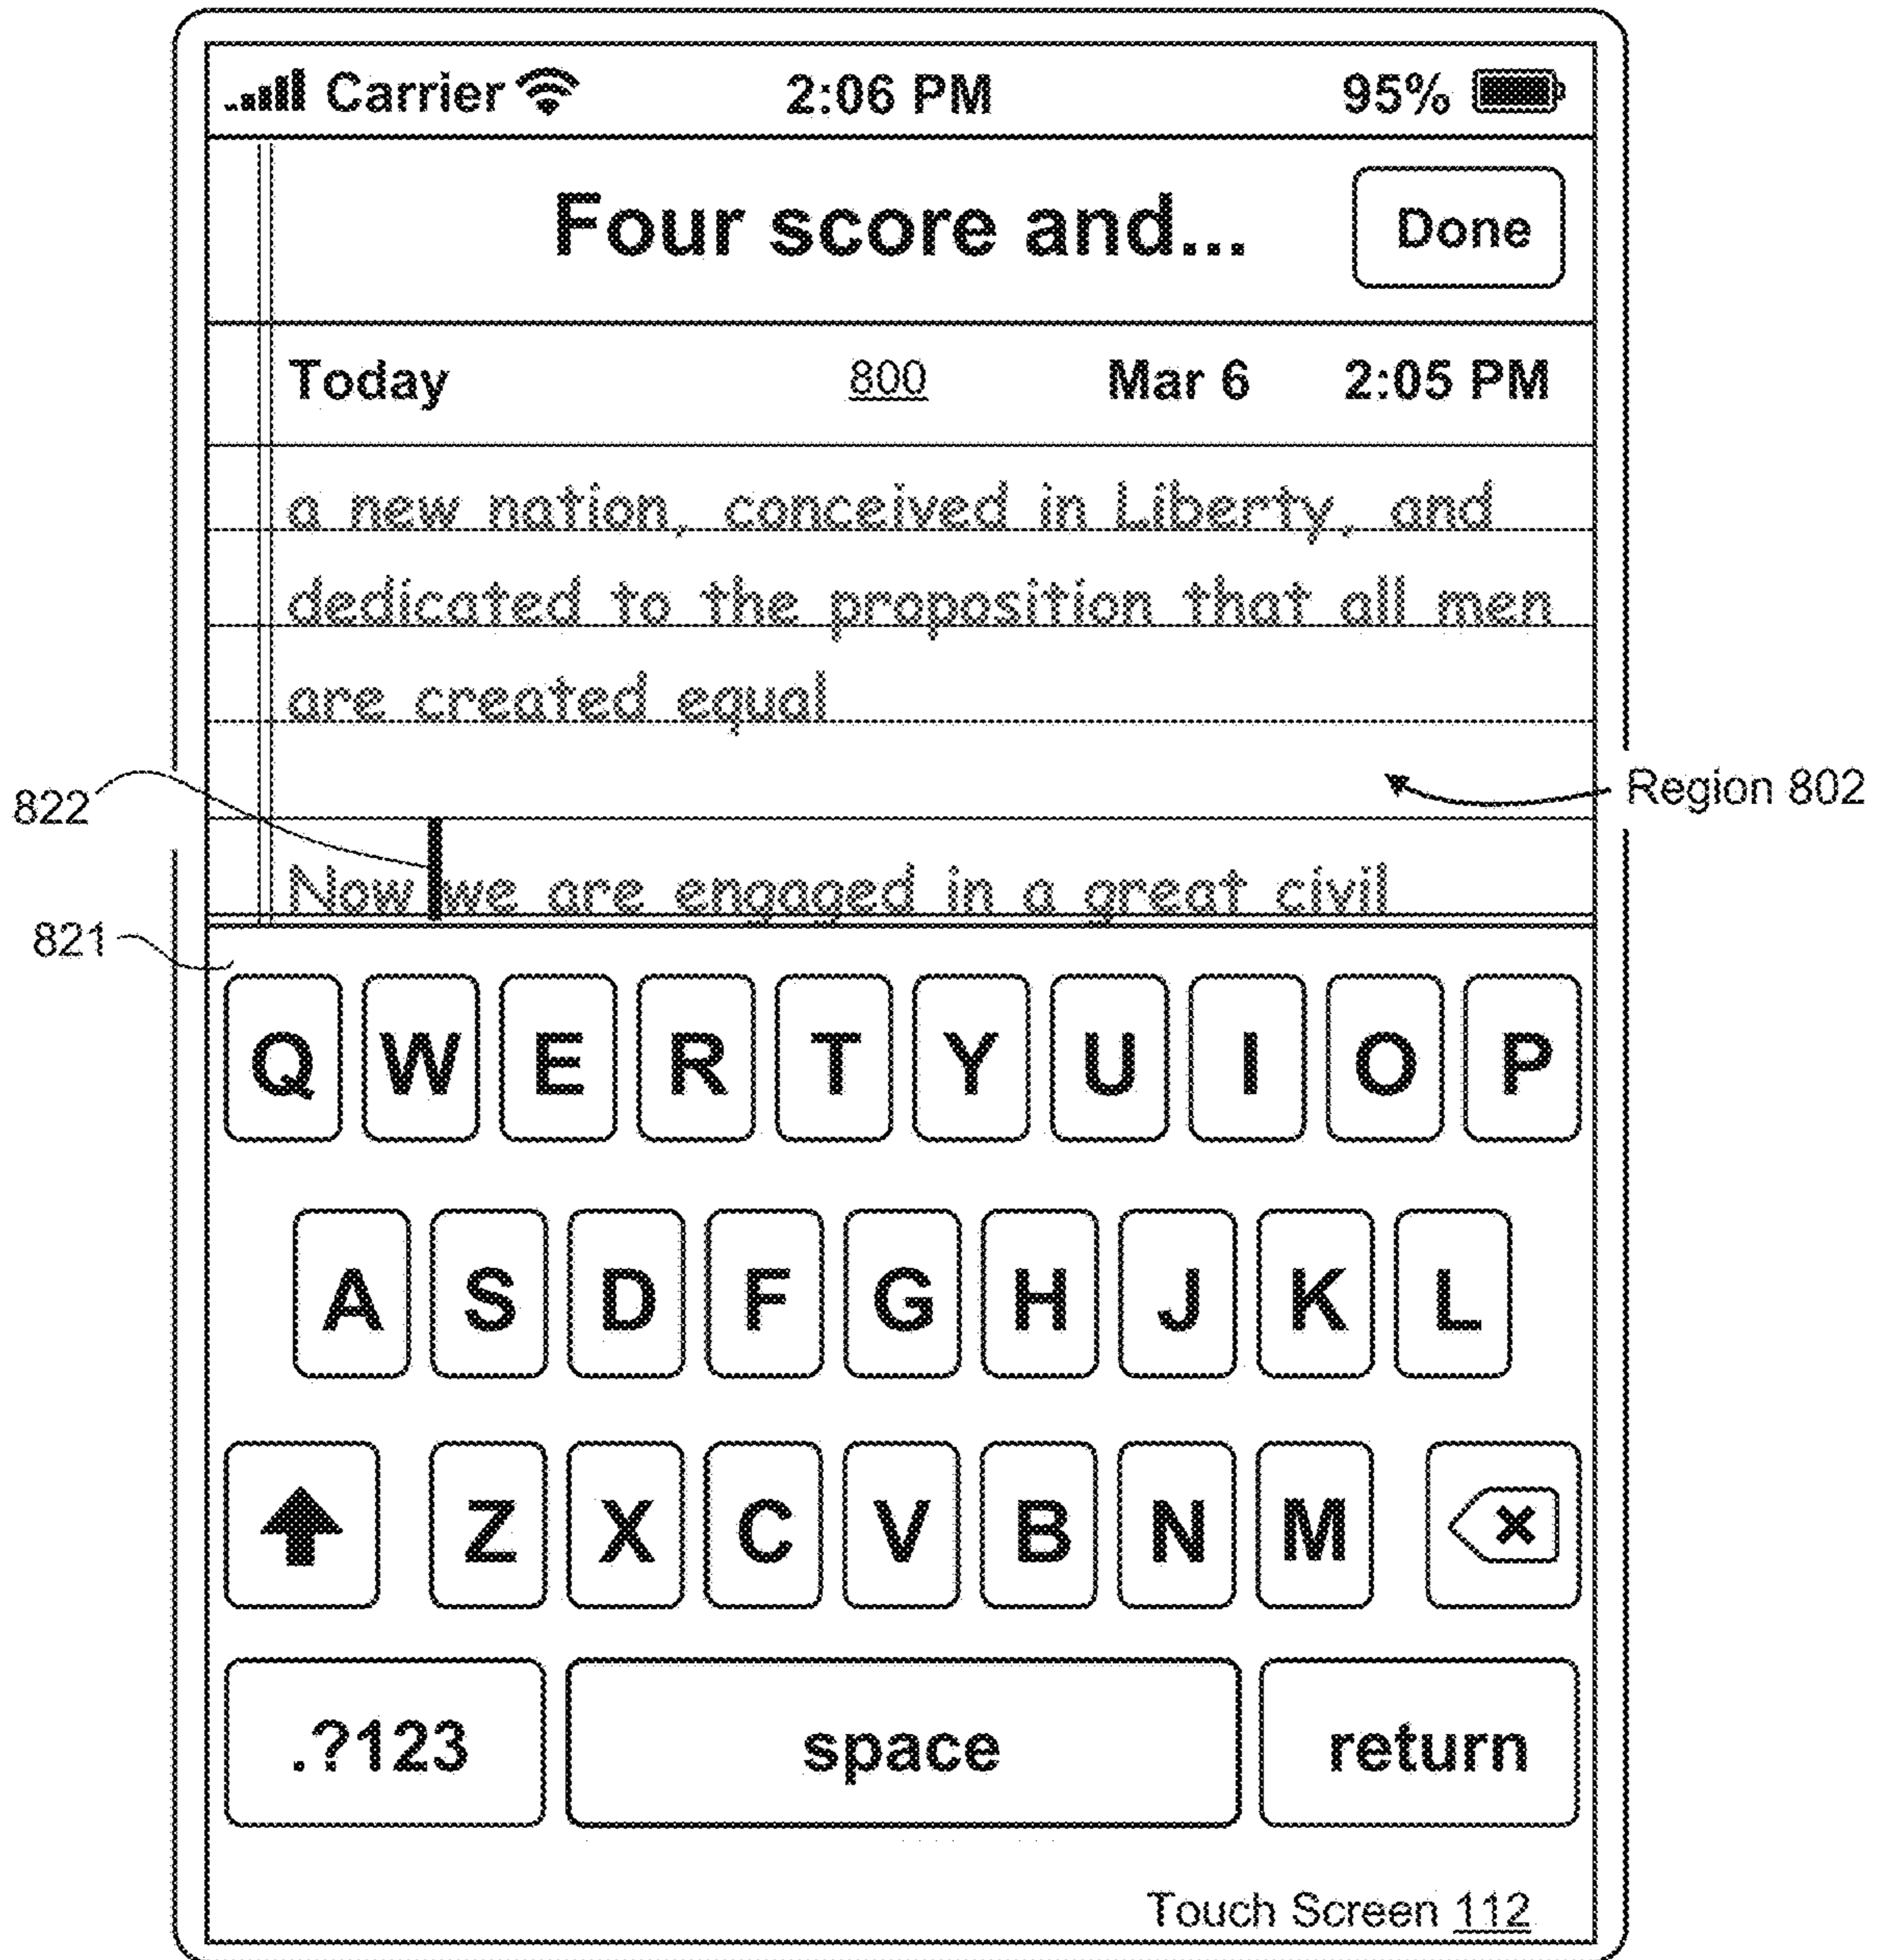 Carrier 2:06 PM 95%
Four score and... Done
Today 800 Mar 6 2:05 PM
a new nation, conceived in Liberty, and
dedicated to the proposition that all men
are created equal
822
Region 802
Now we are engaged in a great civil
821
Q W E R T Y U I O P
A S D F G H J K L
Z X C V B N M
.?123 space return
Touch Screen 112